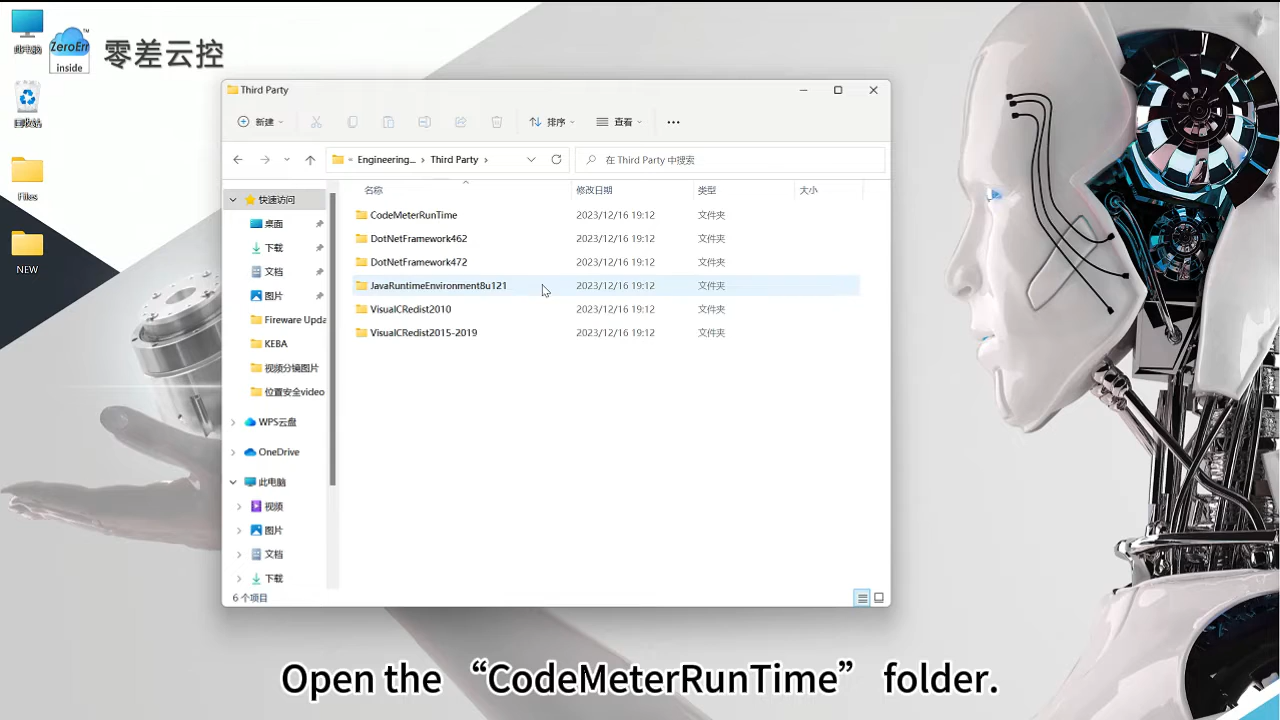 此电脑
ZeroErr
TM
inside
零差云控
回收站
Files
NEW
Third Party
新建
排序
查看
« Engineering... › Third Party ›
在 Third Party 中搜索
快速访问
桌面
下载
文档
图片
Fireware Upda
KEBA
视频分镜图片
位置安全video
WPS云盘
OneDrive
此电脑
视频
图片
文档
下载
名称 修改日期 类型 大小
CodeMeterRunTime 2023/12/16 19:12 文件夹
DotNetFramework462 2023/12/16 19:12 文件夹
DotNetFramework472 2023/12/16 19:12 文件夹
JavaRuntimeEnvironment8u121 2023/12/16 19:12 文件夹
VisualCRedist2010 2023/12/16 19:12 文件夹
VisualCRedist2015-2019 2023/12/16 19:12 文件夹
6 个项目
Open the “CodeMeterRunTime” folder.